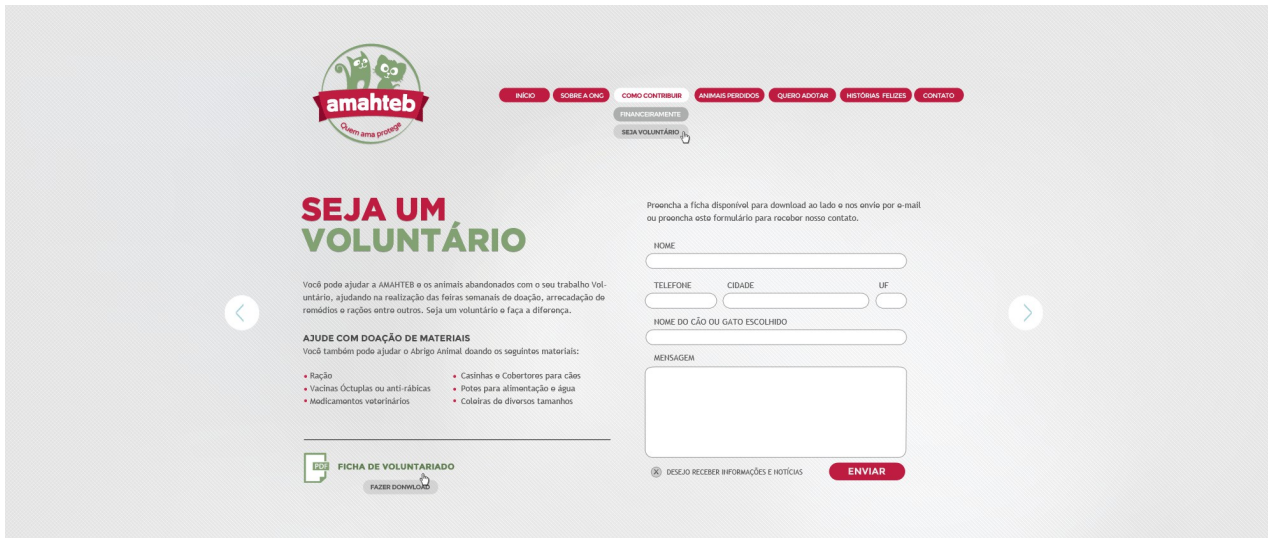 amahteb
Quem ama protege
INÍCIO
SOBRE A ONG
COMO CONTRIBUIR
ANIMAIS PERDIDOS
QUERO ADOTAR
HISTÓRIAS FELIZES
CONTATO
FINANCEIRAMENTE
SEJA VOLUNTÁRIO
SEJA UM
VOLUNTÁRIO
Você pode ajudar a AMAHTEB e os animais abandonados com o seu trabalho Vol-
untário, ajudando na realização das feiras semanais de doação, arrecadação de
remédios e rações entre outros. Seja um voluntário e faça a diferença.
AJUDE COM DOAÇÃO DE MATERIAIS
Você também pode ajudar o Abrigo Animal doando os seguintes materiais:
• Ração
• Vacinas Óctuplas ou anti-rábicas
• Medicamentos veterinários
• Casinhas e Cobertores para cães
• Potes para alimentação e água
• Coleiras de diversos tamanhos
PDF
FICHA DE VOLUNTARIADO
FAZER DONWLOAD
Preencha a ficha disponível para download ao lado e nos envie por e-mail
ou preencha este formulário para receber nosso contato.
NOME
TELEFONE
CIDADE
UF
NOME DO CÃO OU GATO ESCOLHIDO
MENSAGEM
DESEJO RECEBER INFORMAÇÕES E NOTÍCIAS
ENVIAR